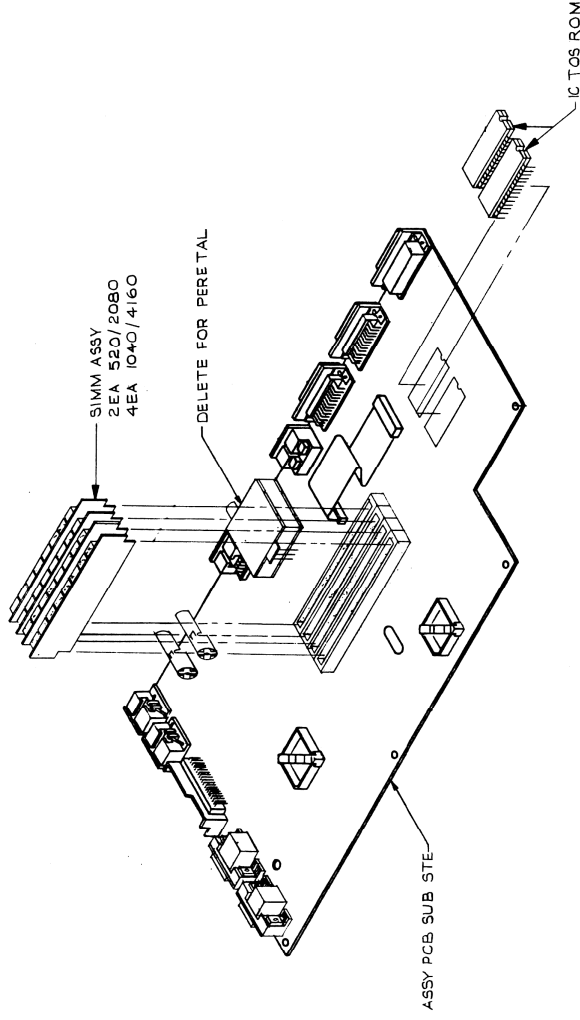 SIMM ASSY
2EA 520/2080
4EA 1040/4160
DELETE FOR PERETAL
IC TOS ROM
ASSY PCB SUB STE